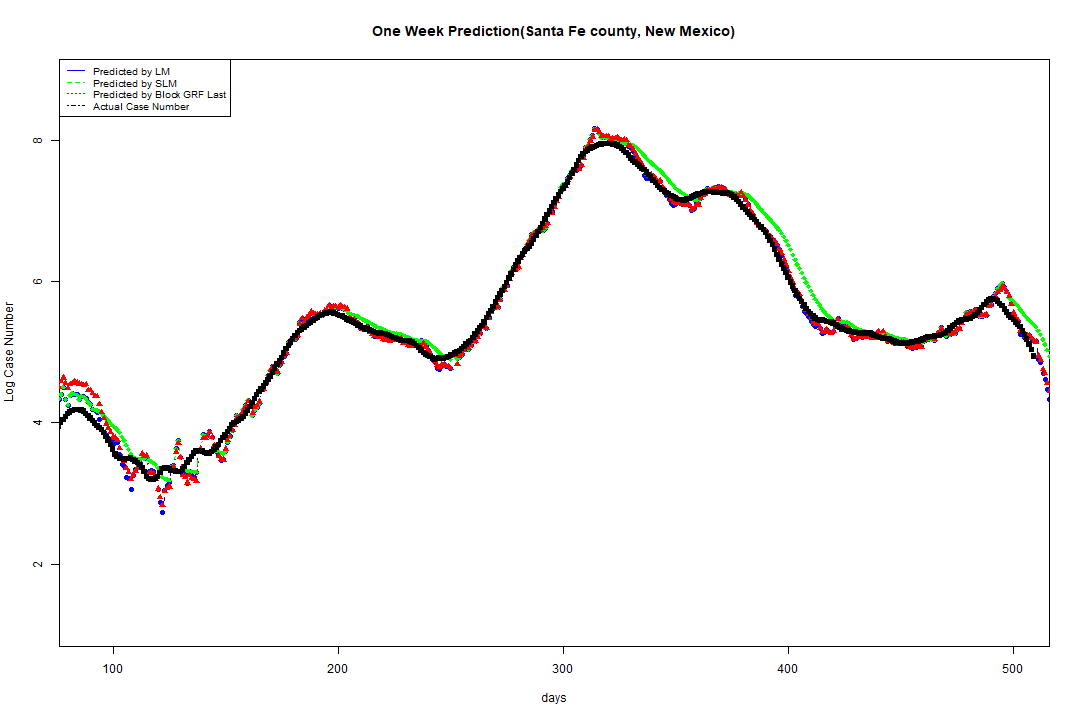 One Week Prediction(Santa Fe county, New Mexico)
Predicted by LM
Predicted by SLM
Predicted by Block GRF Last
Actual Case Number
8
6
4
2
Log Case Number
100 200 300 400 500
days